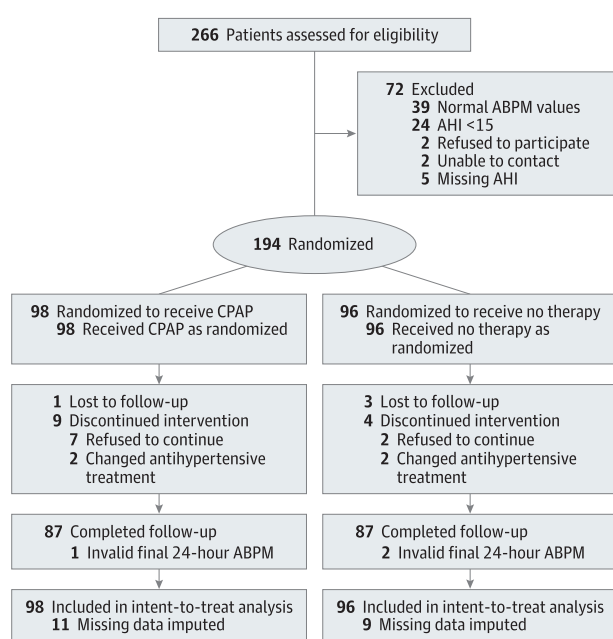 266 Patients assessed for eligibility
72 Excluded
39 Normal ABPM values
24 AHI <15
2 Refused to participate
2 Unable to contact
5 Missing AHI
194 Randomized
98 Randomized to receive CPAP
98 Received CPAP as randomized
96 Randomized to receive no therapy
96 Received no therapy as
randomized
1 Lost to follow-up
9 Discontinued intervention
7 Refused to continue
2 Changed antihypertensive
treatment
3 Lost to follow-up
4 Discontinued intervention
2 Refused to continue
2 Changed antihypertensive
treatment
87 Completed follow-up
1 Invalid final 24-hour ABPM
87 Completed follow-up
2 Invalid final 24-hour ABPM
98 Included in intent-to-treat analysis
11 Missing data imputed
96 Included in intent-to-treat analysis
9 Missing data imputed